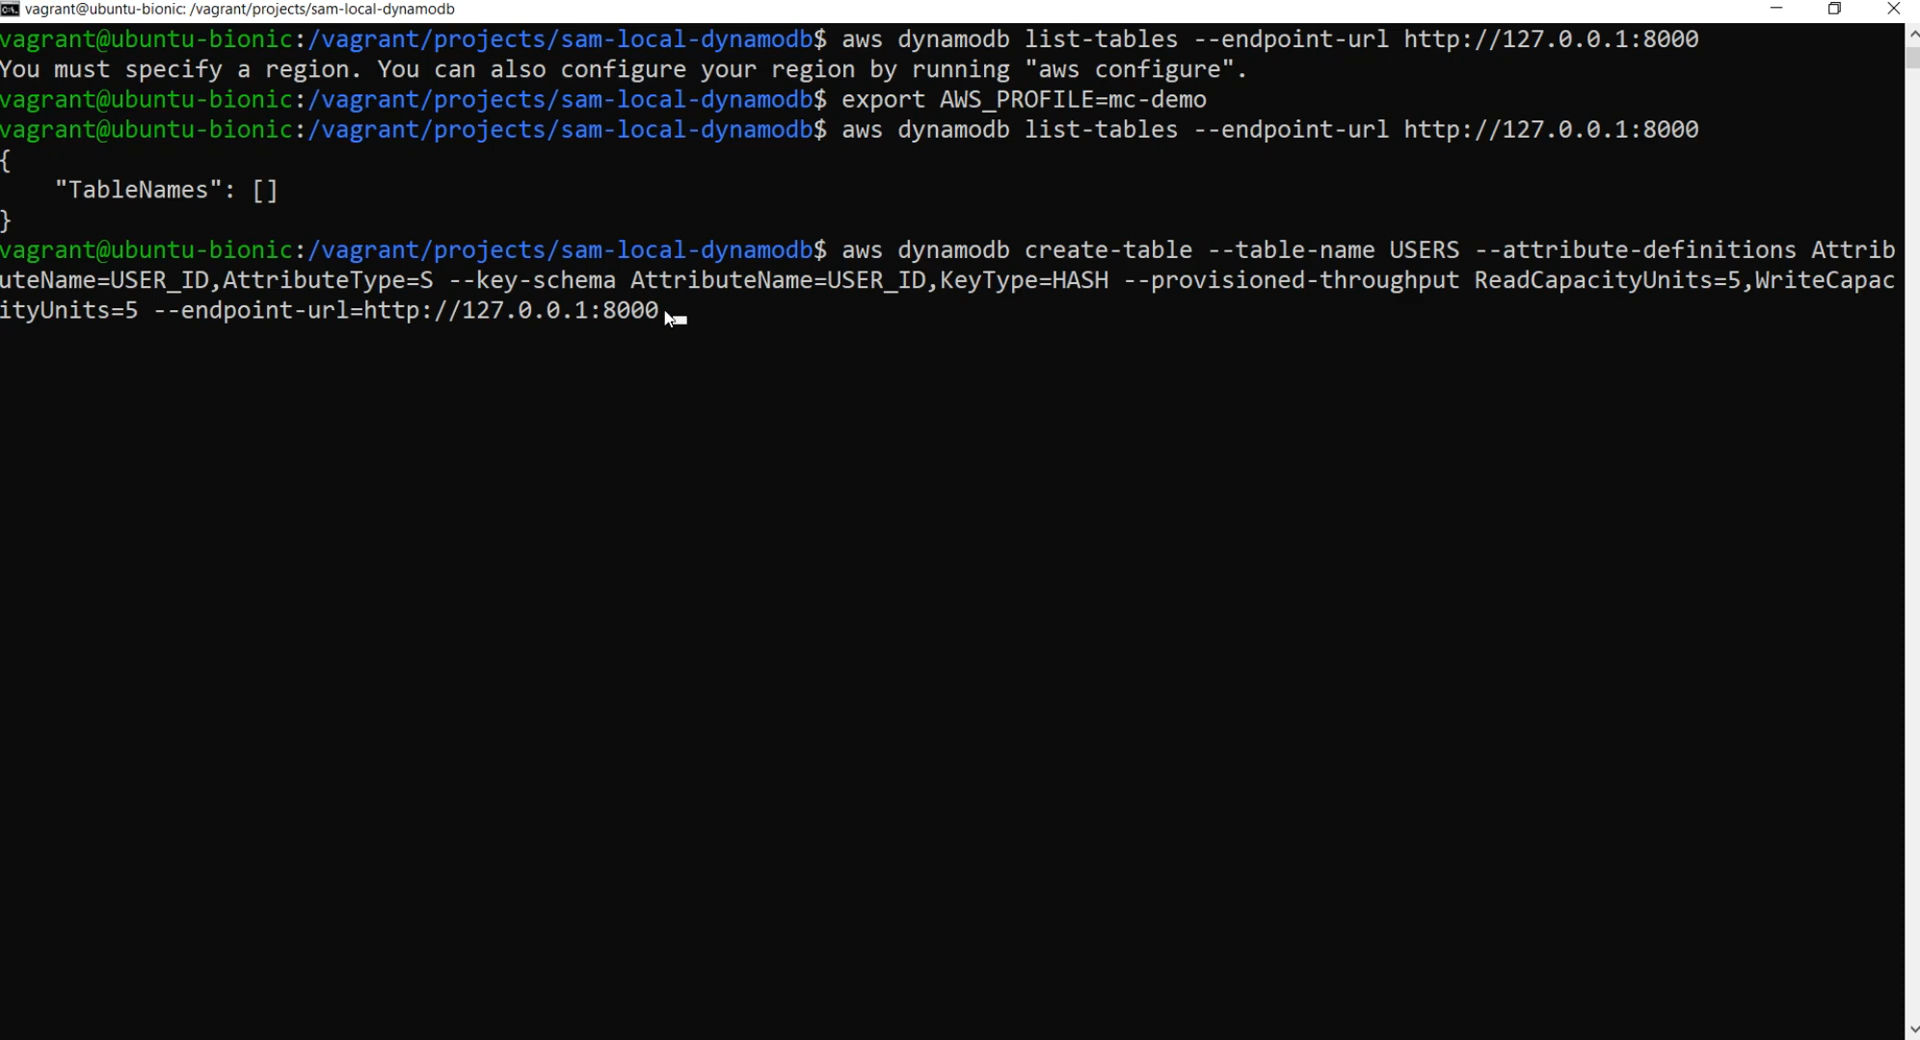 vagrant@ubuntu-bionic: /vagrant/projects/sam-local-dynamodb
vagrant@ubuntu-bionic:/vagrant/projects/sam-local-dynamodb$ aws dynamodb list-tables --endpoint-url http://127.0.0.1:8000
You must specify a region. You can also configure your region by running "aws configure".
vagrant@ubuntu-bionic:/vagrant/projects/sam-local-dynamodb$ export AWS_PROFILE=mc-demo
vagrant@ubuntu-bionic:/vagrant/projects/sam-local-dynamodb$ aws dynamodb list-tables --endpoint-url http://127.0.0.1:8000
{
    "TableNames": []
}
vagrant@ubuntu-bionic:/vagrant/projects/sam-local-dynamodb$ aws dynamodb create-table --table-name USERS --attribute-definitions Attrib
uteName=USER_ID,AttributeType=S --key-schema AttributeName=USER_ID,KeyType=HASH --provisioned-throughput ReadCapacityUnits=5,WriteCapac
ityUnits=5 --endpoint-url=http://127.0.0.1:8000